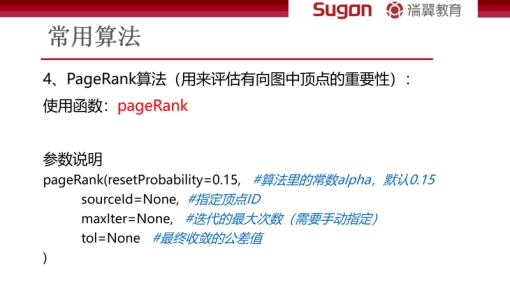 Sugon 瑞翼教育
常用算法
4、PageRank算法（用来评估有向图中顶点的重要性）：
使用函数：pageRank
参数说明
pageRank(resetProbability=0.15, #算法里的常数alpha，默认0.15
sourceId=None, #指定顶点ID
maxIter=None, #迭代的最大次数（需要手动指定）
tol=None #最终收敛的公差值
)